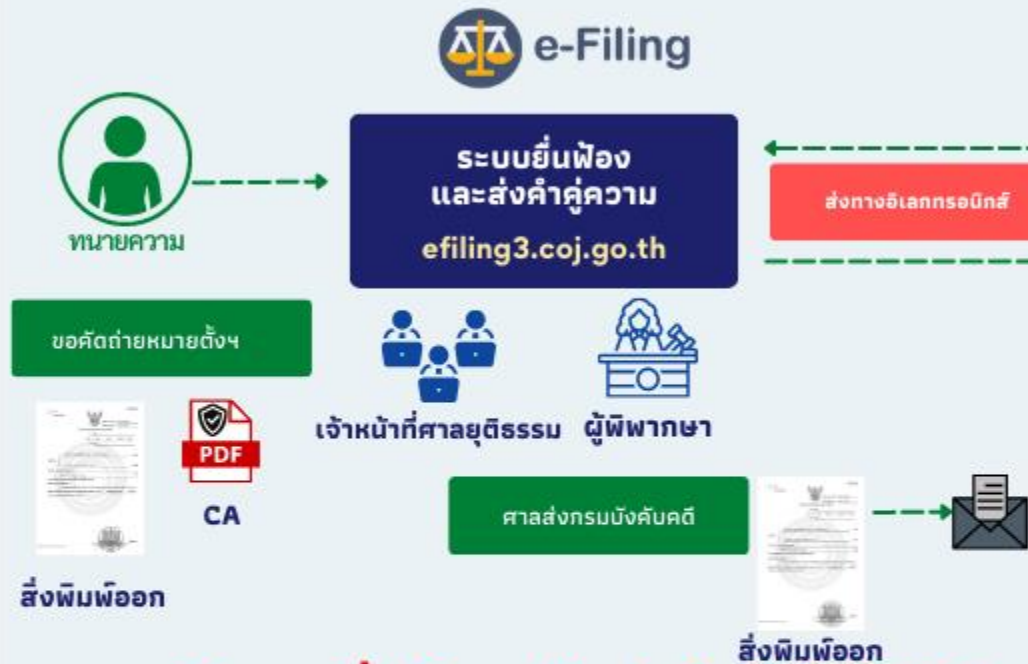 e-Filing
ระบบยื่นฟ้อง
และส่งคำคู่ความ
efiling3.coj.go.th
ส่งทางอิเลกทรอนิกส์
ทนายความ
ขอคัดถ่ายหมายตั้งฯ
PDF
CA
เจ้าหน้าที่ศาลยุติธรรม
ผู้พิพากษา
ศาลส่งกรมบังคับคดี
สิ่งพิมพ์ออก
สิ่งพิมพ์ออก